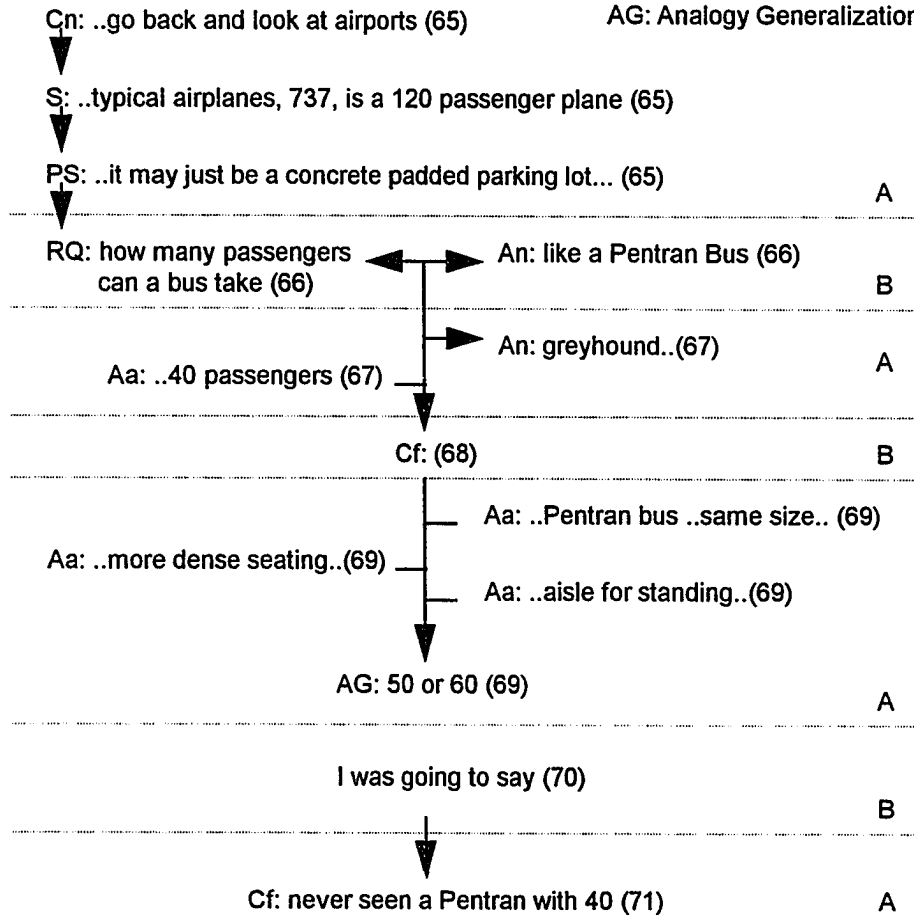 Cn: ..go back and look at airports (65)
AG: Analogy Generalization
S: ..typical airplanes, 737, is a 120 passenger plane (65)
PS: ..it may just be a concrete padded parking lot... (65)
A
RQ: how many passengers
can a bus take (66)
An: like a Pentran Bus (66)
B
An: greyhound..(67)
A
Aa: ..40 passengers (67)
Cf: (68)
B
Aa: ..Pentran bus ..same size.. (69)
Aa: ..more dense seating..(69)
Aa: ..aisle for standing..(69)
AG: 50 or 60 (69)
A
I was going to say (70)
B
Cf: never seen a Pentran with 40 (71)
A